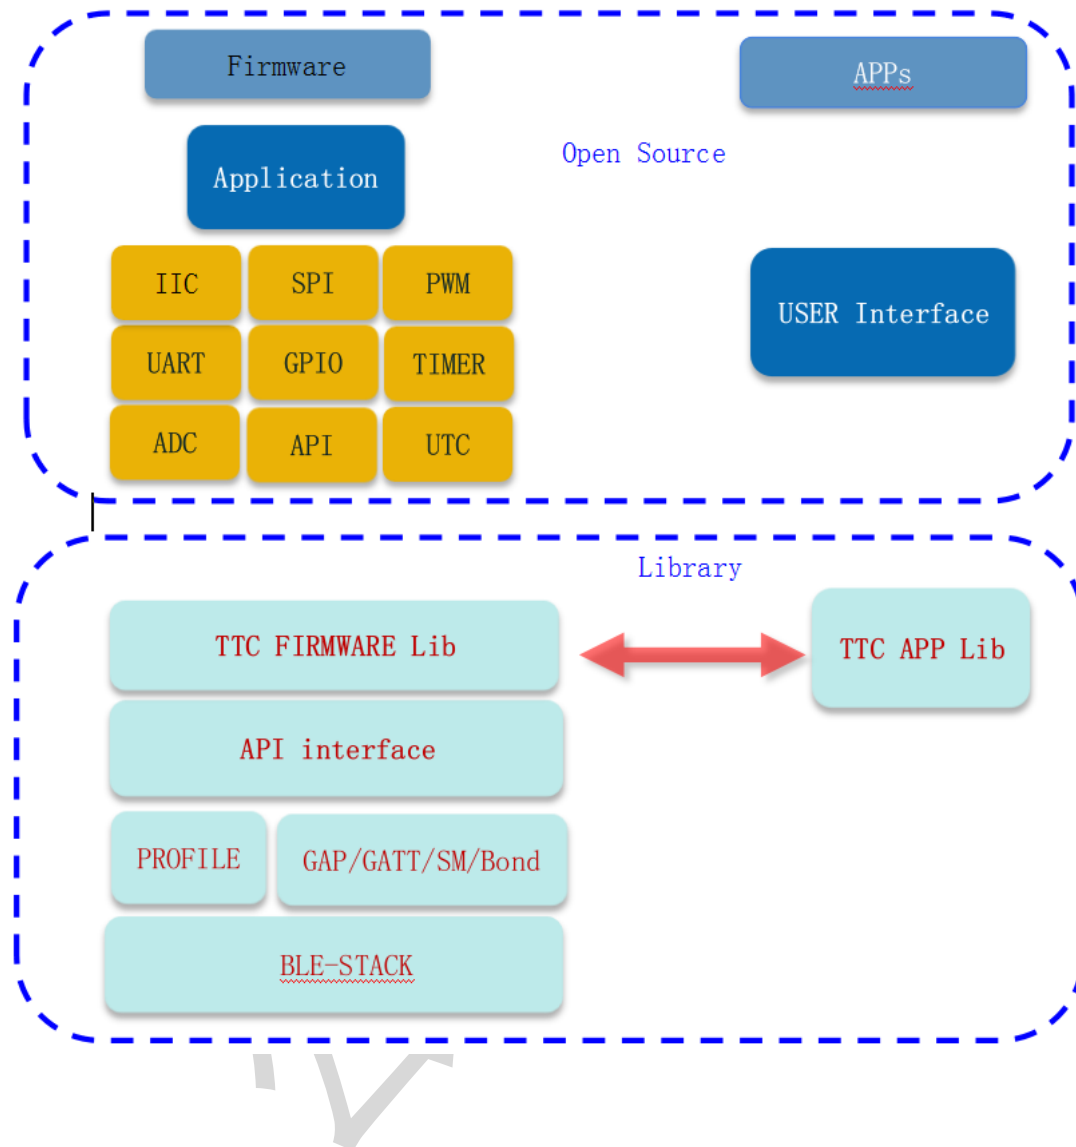 Firmware
APPs
Open Source
Application
IIC
SPI
PWM
USER Interface
UART
GPIO
TIMER
ADC
API
UTC
Library
TTC FIRMWARE Lib
TTC APP Lib
API interface
PROFILE
GAP/GATT/SM/Bond
BLE-STACK